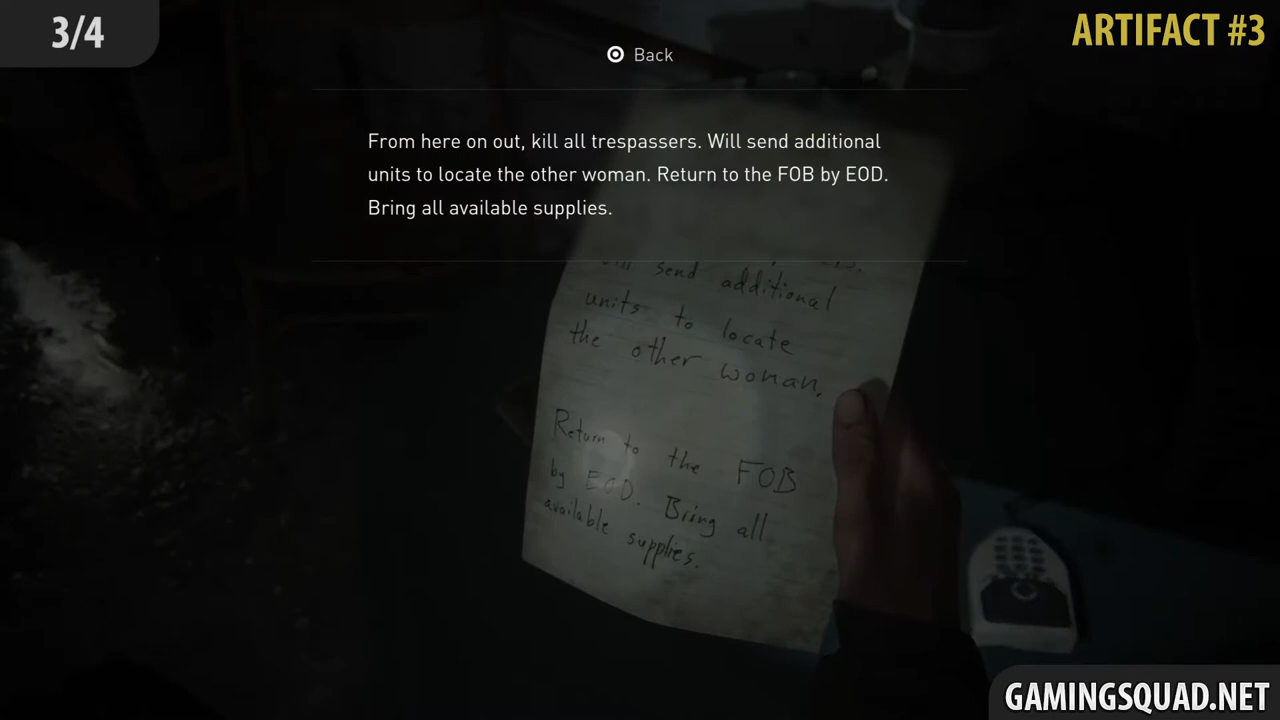 3/4
ARTIFACT #3
Back
From here on out, kill all trespassers. Will send additional
units to locate the other woman. Return to the FOB by EOD.
Bring all available supplies.
send additional
units to locate
the other woman.
Return to the FOB
by EOD. Bring all
available supplies.
GAMINGSQUAD.NET